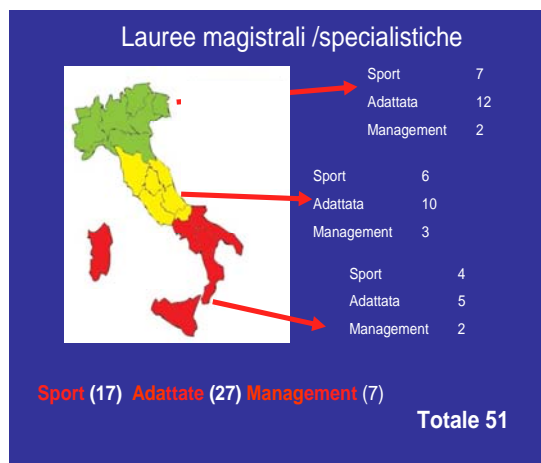 Lauree magistrali /specialistiche
Sport 7
Adattata 12
Management 2
Sport 6
Adattata 10
Management 3
Sport 4
Adattata 5
Management 2
Sport (17) Adattate (27) Management (7)
Totale 51